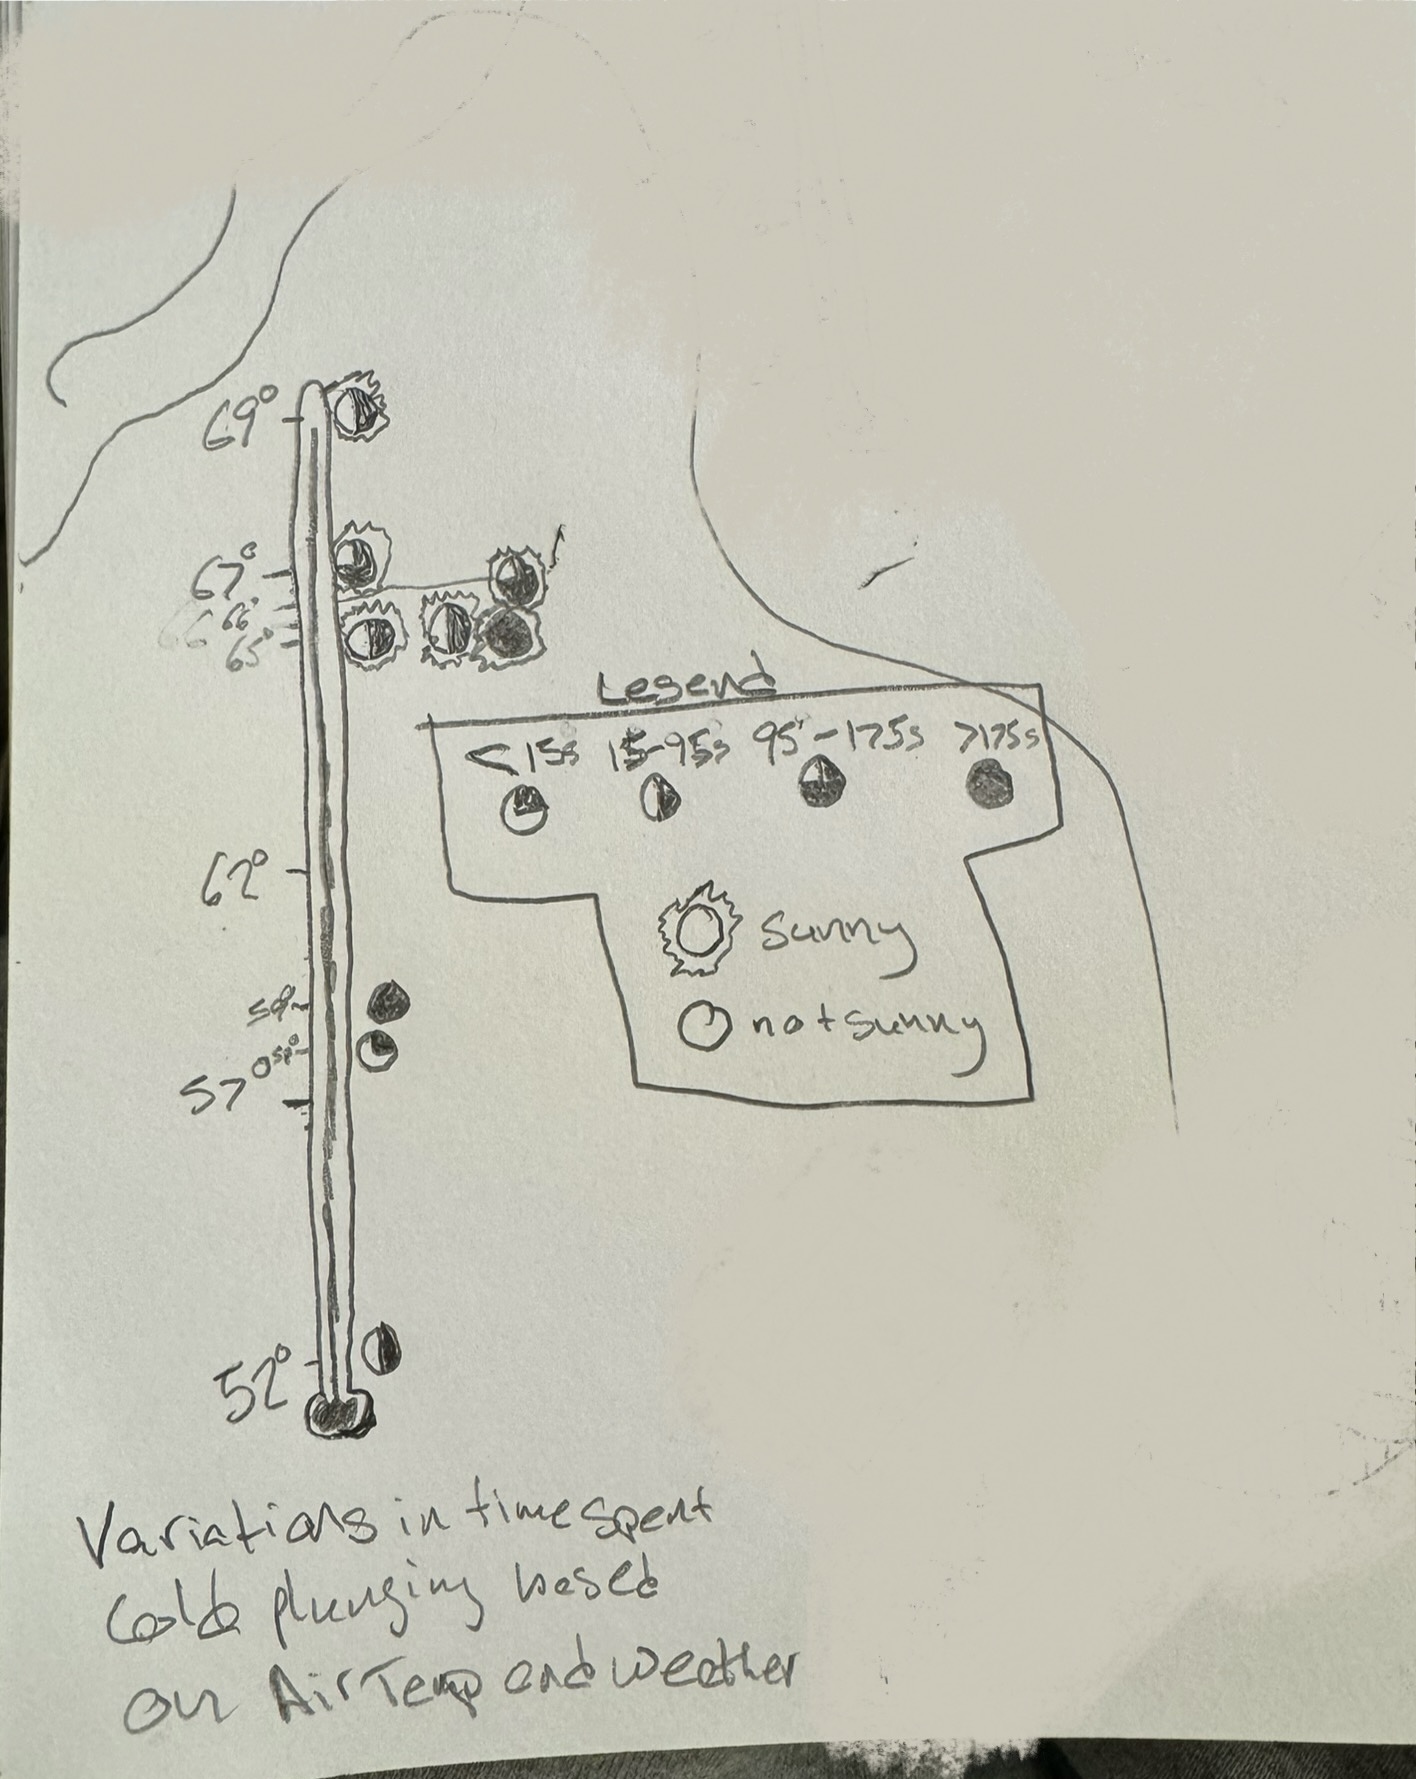 69°
67°
66°
65°
Legend
<15s 15-95s 95-175s >175s
62°
sunny
not sunny
59°
58°
57°
52°
Variations in time spent
Cold plunging based
on Air Temp and weather